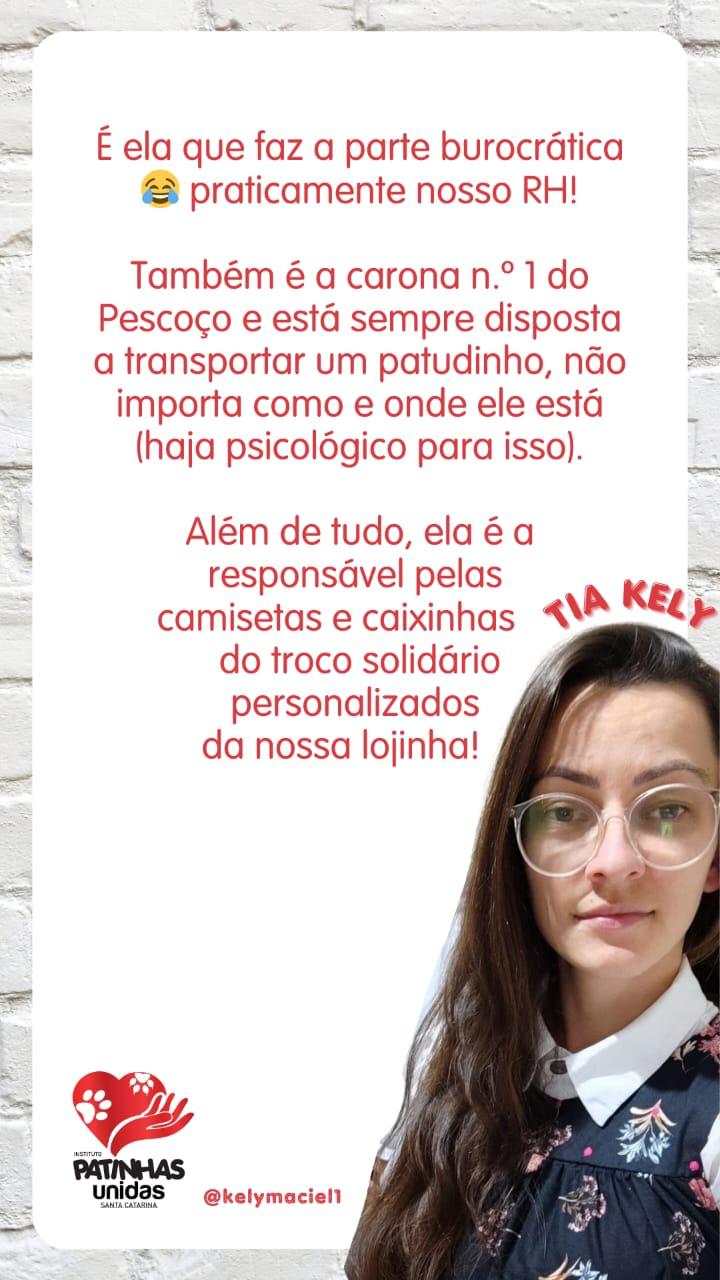 É ela que faz a parte burocrática
😂 praticamente nosso RH!
Também é a carona n.º 1 do
Pescoço e está sempre disposta
a transportar um patudinho, não
importa como e onde ele está
(haja psicológico para isso).
Além de tudo, ela é a
responsável pelas
camisetas e caixinhas
do troco solidário
personalizados
da nossa lojinha!
TIA KELY
INSTITUTO
PATINHAS
unidas
SANTA CATARINA
@kelymaciel1